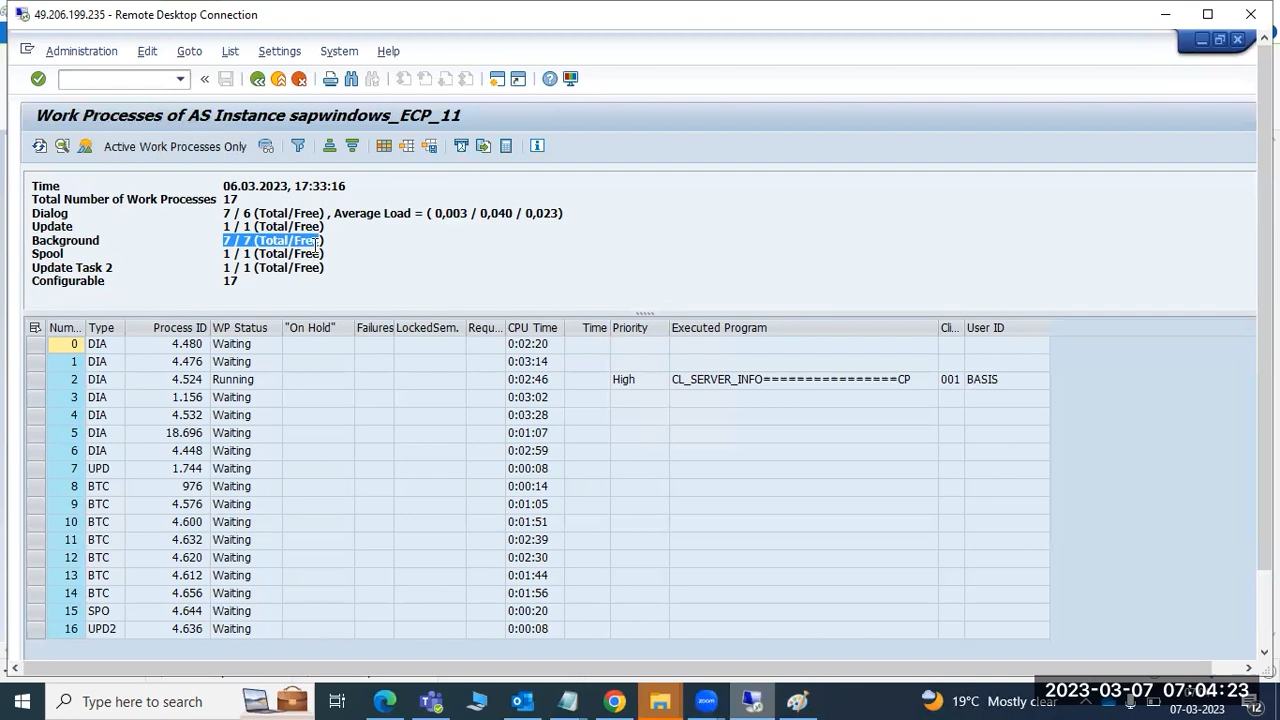 49.206.199.235 - Remote Desktop Connection
Administration Edit Goto List Settings System Help
Work Processes of AS Instance sapwindows_ECP_11
Active Work Processes Only
Time 06.03.2023, 17:33:16
Total Number of Work Processes 17
Dialog 7 / 6 (Total/Free) , Average Load = ( 0,003 / 0,040 / 0,023)
Update 1 / 1 (Total/Free)
Background 7 / 7 (Total/Free)
Spool 1 / 1 (Total/Free)
Update Task 2 1 / 1 (Total/Free)
Configurable 17
Num... Type Process ID WP Status "On Hold" Failures LockedSem. Requ... CPU Time Time Priority Executed Program Cli... User ID
0 DIA 4.480 Waiting 0:02:20
1 DIA 4.476 Waiting 0:03:14
2 DIA 4.524 Running 0:02:46 High CL_SERVER_INFO================CP 001 BASIS
3 DIA 1.156 Waiting 0:03:02
4 DIA 4.532 Waiting 0:03:28
5 DIA 18.696 Waiting 0:01:07
6 DIA 4.448 Waiting 0:02:59
7 UPD 1.744 Waiting 0:00:08
8 BTC 976 Waiting 0:00:14
9 BTC 4.576 Waiting 0:01:05
10 BTC 4.600 Waiting 0:01:51
11 BTC 4.632 Waiting 0:02:39
12 BTC 4.620 Waiting 0:02:30
13 BTC 4.612 Waiting 0:01:44
14 BTC 4.656 Waiting 0:01:56
15 SPO 4.644 Waiting 0:00:20
16 UPD2 4.636 Waiting 0:00:08
Type here to search
zoom
19°C Mostly clear
2023-03-07 07:04:23
07-03-2023
12